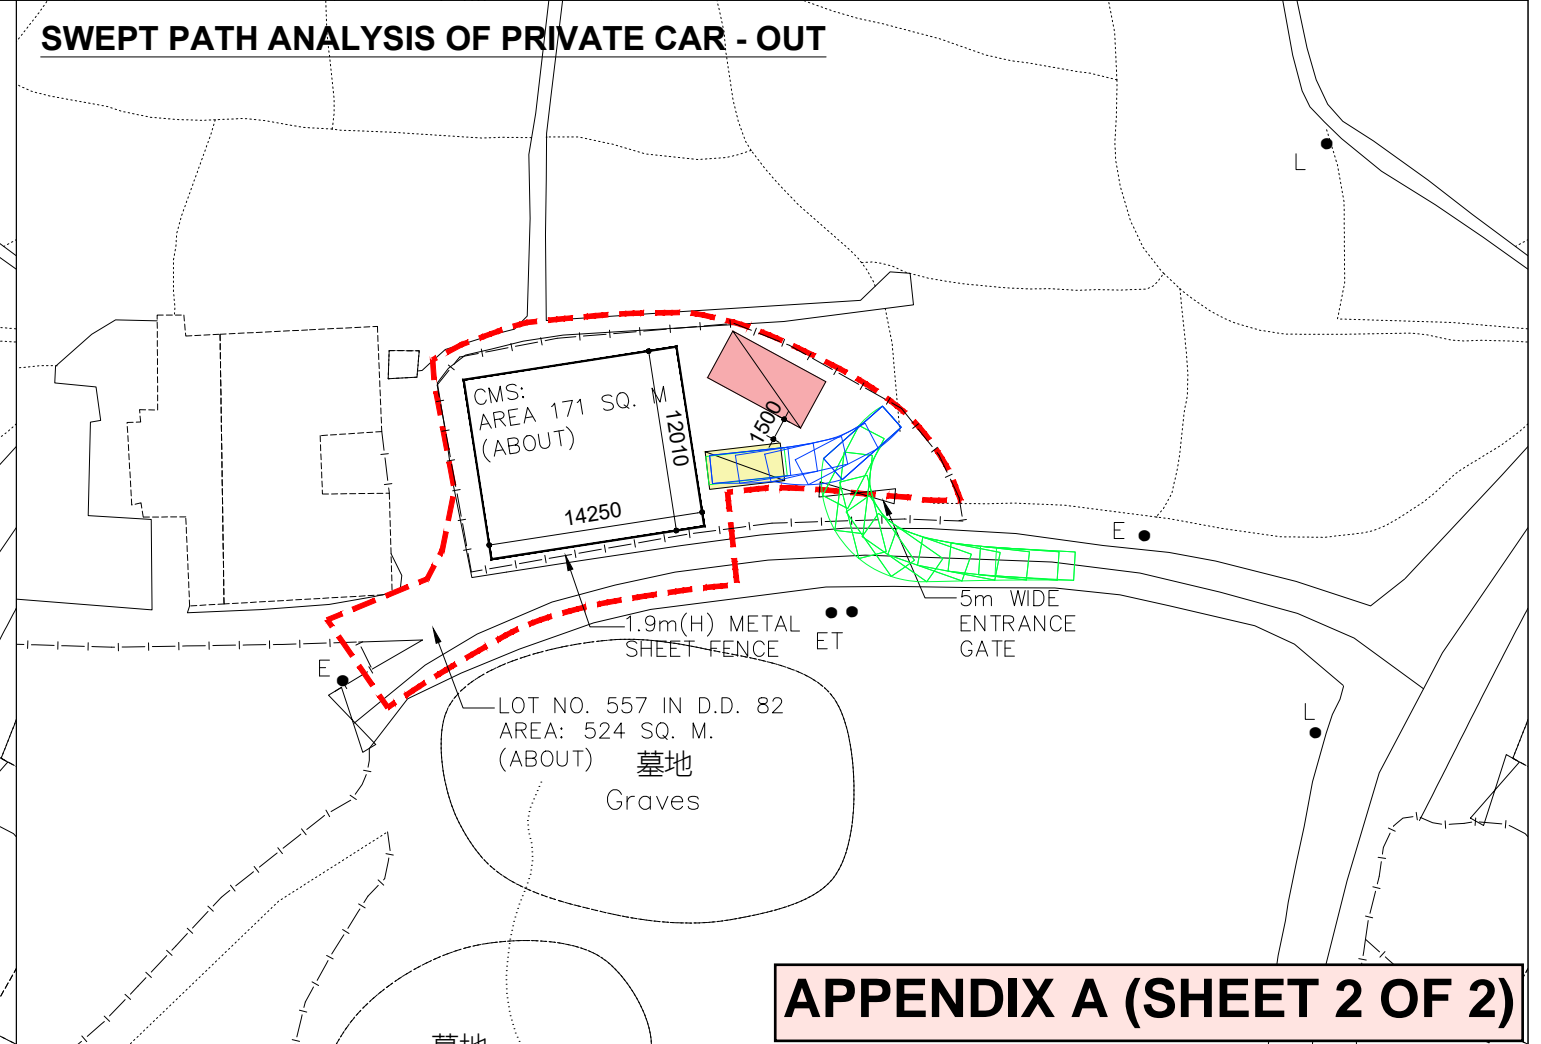 SWEPT PATH ANALYSIS OF PRIVATE CAR - OUT
L
CMS:
AREA 171 SQ. M
(ABOUT)
12010
1500
14250
E
1.9m(H) METAL
SHEET FENCE
ET
5m WIDE
ENTRANCE
GATE
E
LOT NO. 557 IN D.D. 82
AREA: 524 SQ. M.
(ABOUT)
墓地
Graves
L
墓地
APPENDIX A (SHEET 2 OF 2)